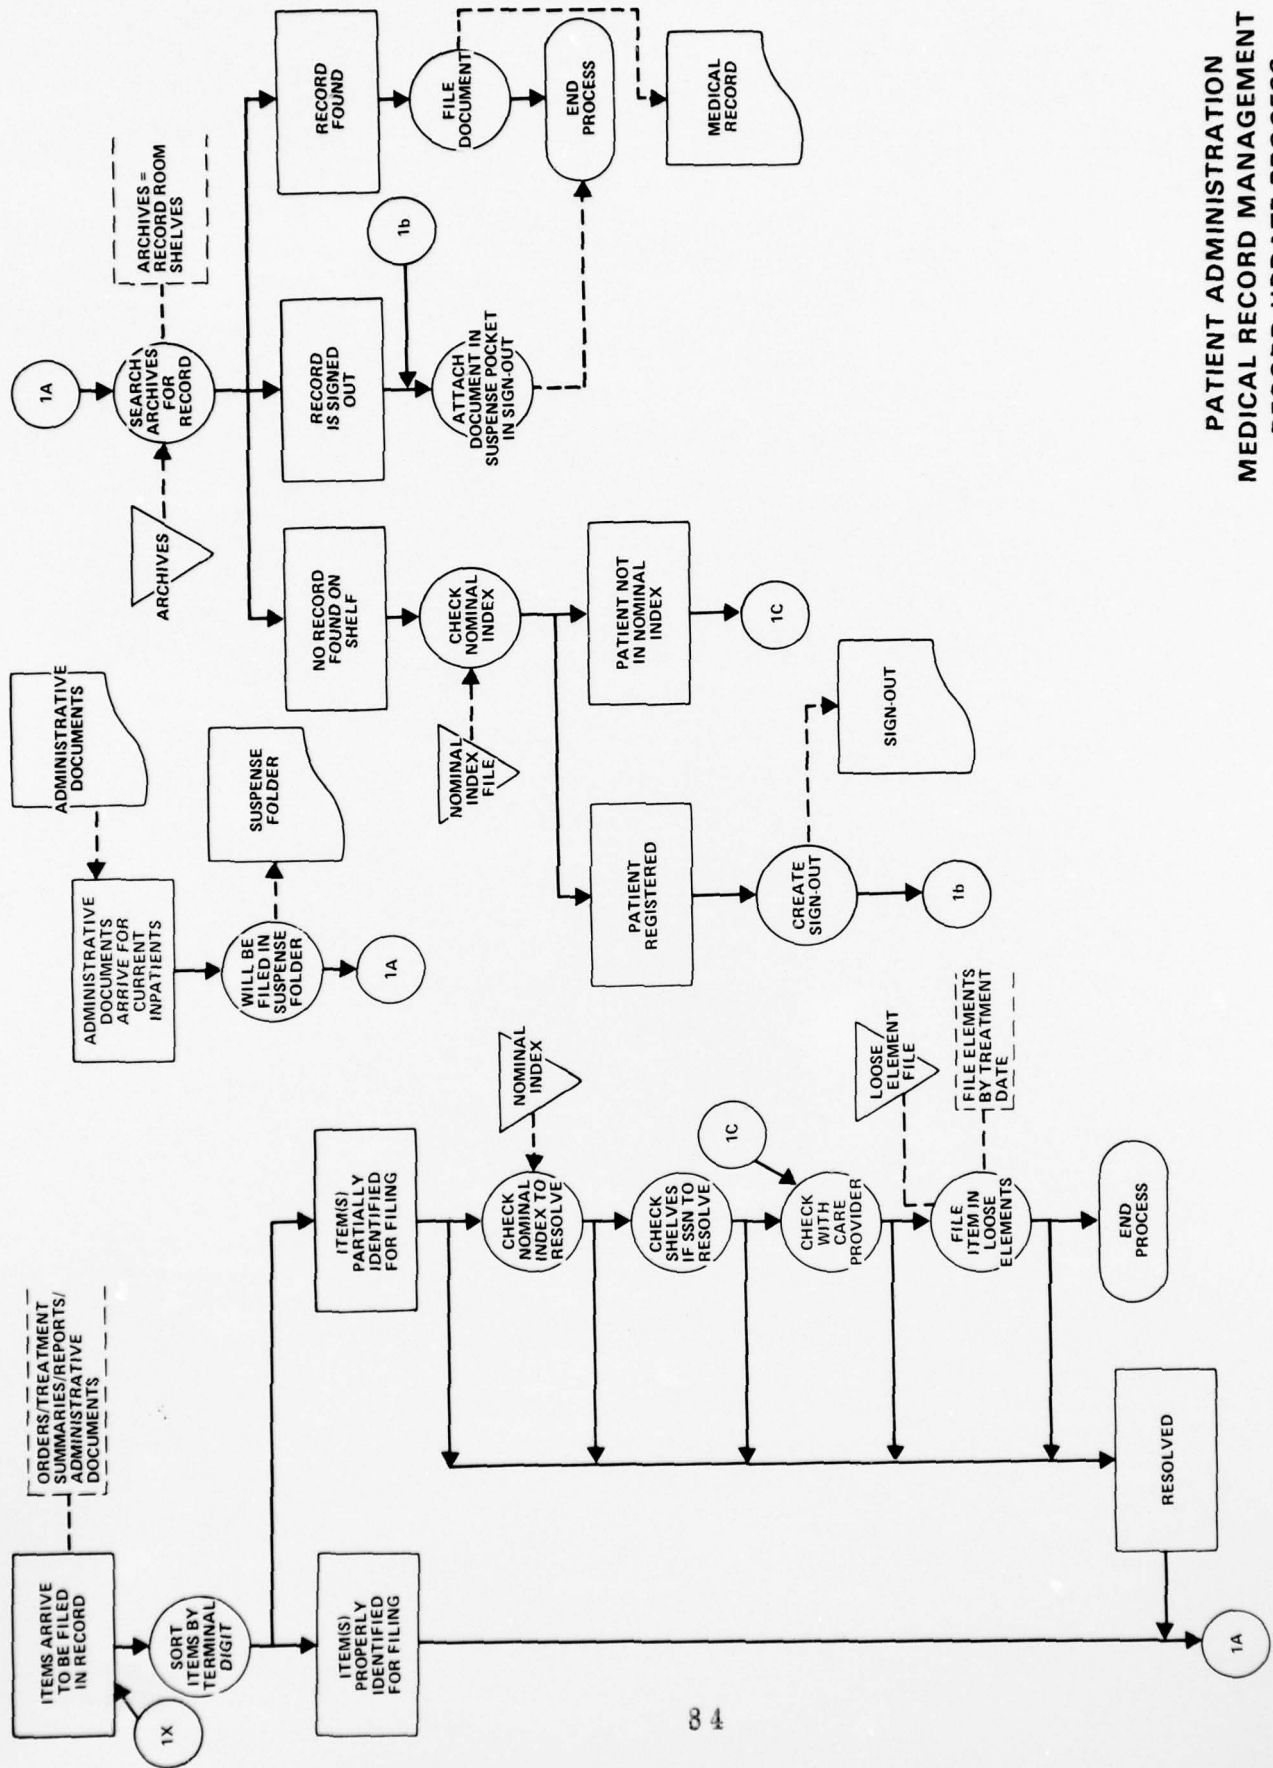 ITEMS ARRIVE
TO BE FILED
IN RECORD
ORDERS/TREATMENT
SUMMARIES/REPORTS/
ADMINISTRATIVE
DOCUMENTS
1X
SORT
ITEMS BY
TERMINAL
DIGIT
ITEM(S)
PROPERLY
IDENTIFIED
FOR FILING
ITEM(S)
PARTIALLY
IDENTIFIED
FOR FILING
NOMINAL
INDEX
CHECK
NOMINAL
INDEX TO
RESOLVE
CHECK
SHELVES
IF SSN TO
RESOLVE
1C
CHECK
WITH
CARE
PROVIDER
LOOSE
ELEMENT
FILE
FILE
ITEM IN
LOOSE
ELEMENTS
FILE ELEMENTS
BY TREATMENT
DATE
END
PROCESS
RESOLVED
1A
ADMINISTRATIVE
DOCUMENTS
ADMINISTRATIVE
DOCUMENTS
ARRIVE FOR
CURRENT
INPATIENTS
WILL BE
FILED IN
SUSPENSE
FOLDER
SUSPENSE
FOLDER
1A
1A
SEARCH
ARCHIVES
FOR
RECORD
ARCHIVES
ARCHIVES =
RECORD ROOM
SHELVES
NO RECORD
FOUND ON
SHELF
RECORD
IS SIGNED
OUT
RECORD
FOUND
NOMINAL
INDEX
FILE
CHECK
NOMINAL
INDEX
1b
ATTACH
DOCUMENT IN
SUSPENSE POCKET
IN SIGN-OUT
FILE
DOCUMENT
END
PROCESS
MEDICAL
RECORD
PATIENT
REGISTERED
PATIENT NOT
IN NOMINAL
INDEX
CREATE
SIGN-OUT
SIGN-OUT
1C
1b
PATIENT ADMINISTRATION
MEDICAL RECORD MANAGEMENT
84